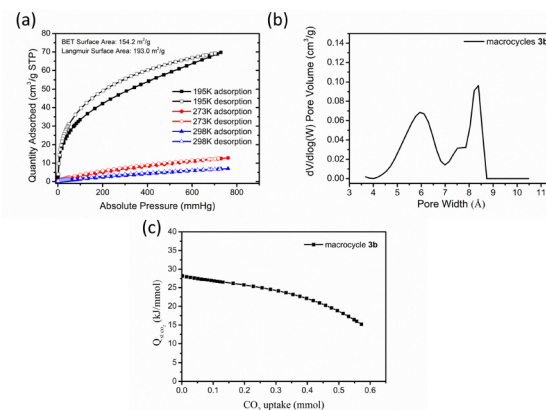 (a)
BET Surface Area: 154.2 m²/g
Langmuir Surface Area: 193.0 m²/g
Quantity Adsorbed (cm³/g STP)
80
70
60
50
40
30
20
10
0
195K adsorption
195K desorption
273K adsorption
273K desorption
298K adsorption
298K desorption
0 200 400 600 800
Absolute Pressure (mmHg)
(b)
macrocycles 3b
dV/dlog(W) Pore Volume (cm³/g)
0.16
0.14
0.12
0.10
0.08
0.06
0.04
0.02
0.00
3 4 5 6 7 8 9 10 11
Pore Width (Å)
(c)
macrocycle 3b
Qst CO₂ (kJ/mmol)
40
35
30
25
20
15
10
5
0
0.0 0.1 0.2 0.3 0.4 0.5 0.6
CO₂ uptake (mmol)